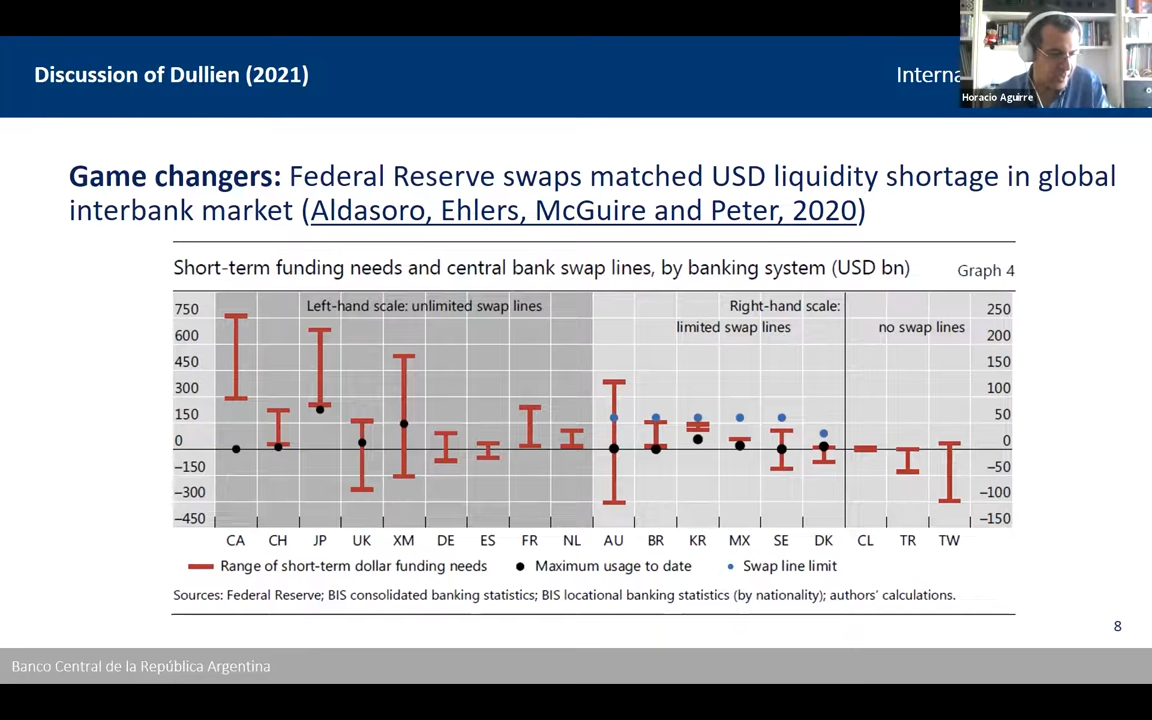 Discussion of Dullien (2021)
Interna
Horacio Aguirre
Game changers: Federal Reserve swaps matched USD liquidity shortage in global
interbank market (Aldasoro, Ehlers, McGuire and Peter, 2020)
Short-term funding needs and central bank swap lines, by banking system (USD bn)
Graph 4
Left-hand scale: unlimited swap lines
Right-hand scale:
limited swap lines
no swap lines
750
600
450
300
150
0
–150
–300
–450
250
200
150
100
50
0
–50
–100
–150
CA CH JP UK XM DE ES FR NL AU BR KR MX SE DK CL TR TW
Range of short-term dollar funding needs Maximum usage to date Swap line limit
Sources: Federal Reserve; BIS consolidated banking statistics; BIS locational banking statistics (by nationality); authors’ calculations.
8
Banco Central de la República Argentina